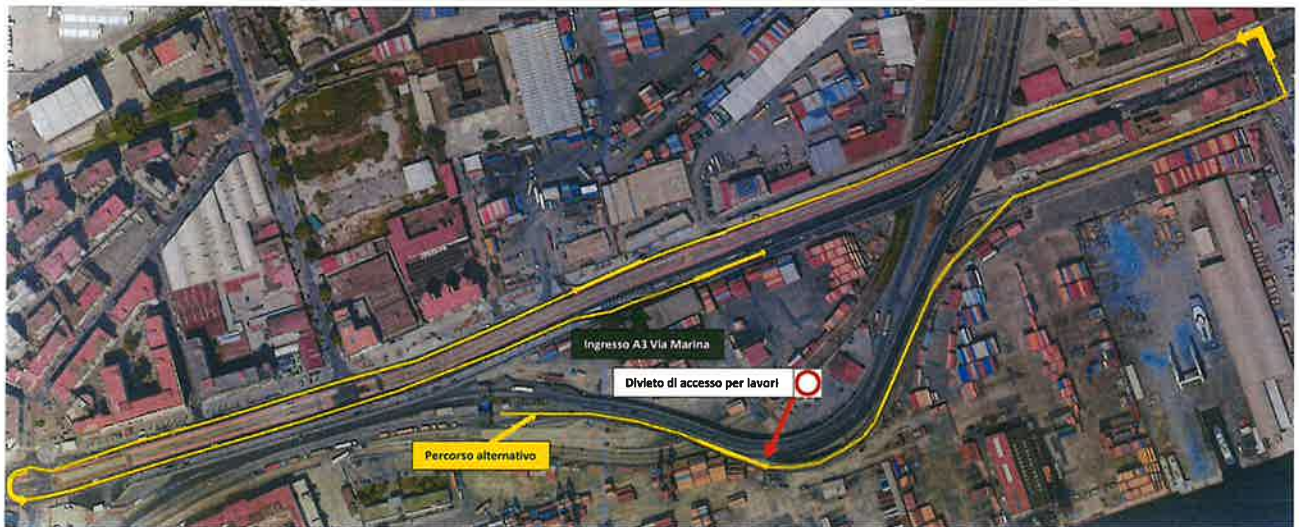 Ingresso A3 Via Marina
Divieto di accesso per lavori
Percorso alternativo